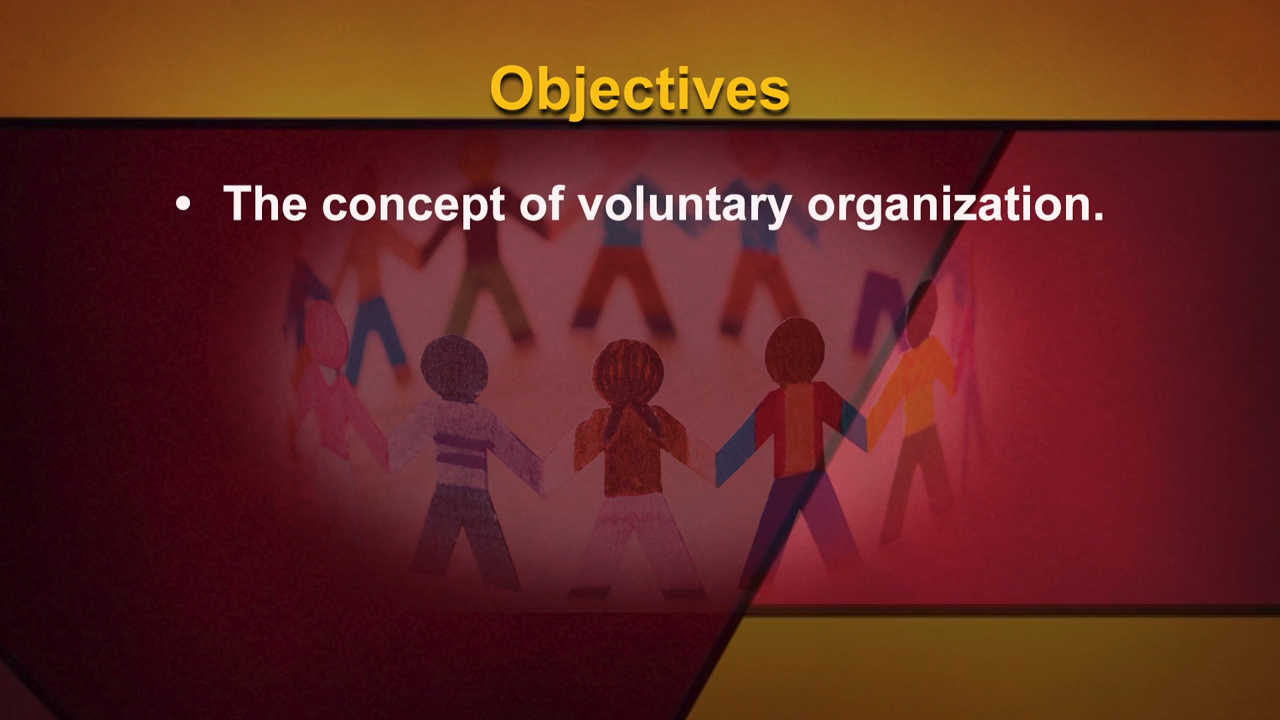 Objectives
• The concept of voluntary organization.